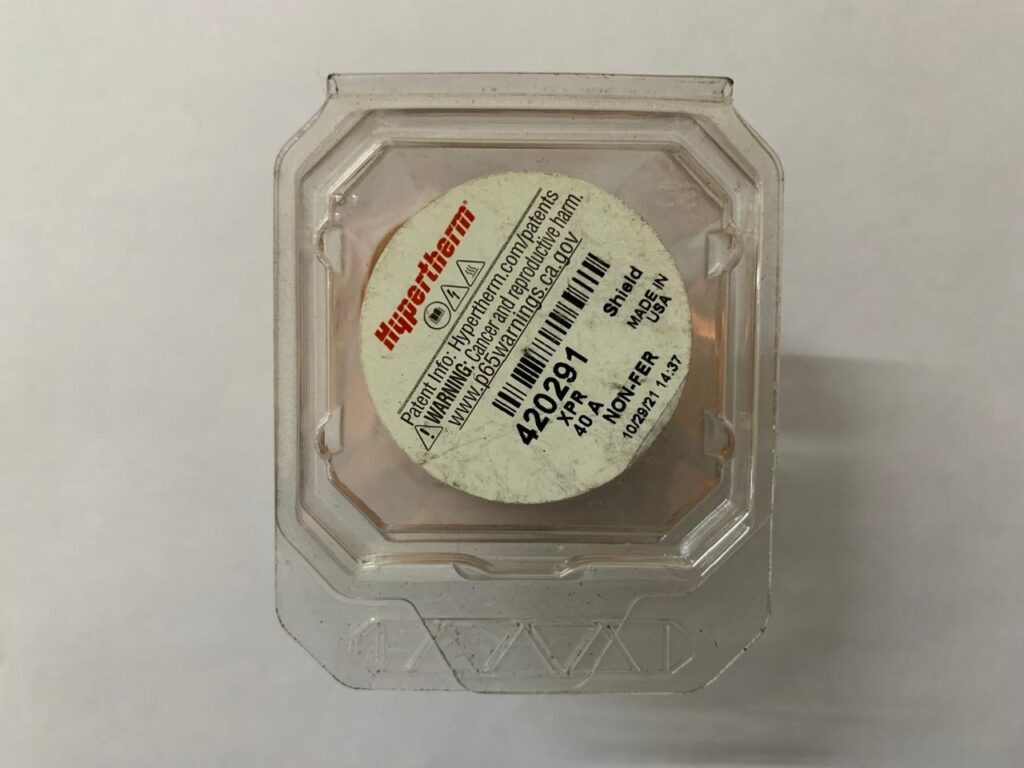 Hypertherm®
Patent Info: Hypertherm.com/patents
WARNING: Cancer and reproductive harm.
www.p65warnings.ca.gov
420291
Shield
XPR
40 A
MADE IN
USA
NON-FER
10/29/21 14:37